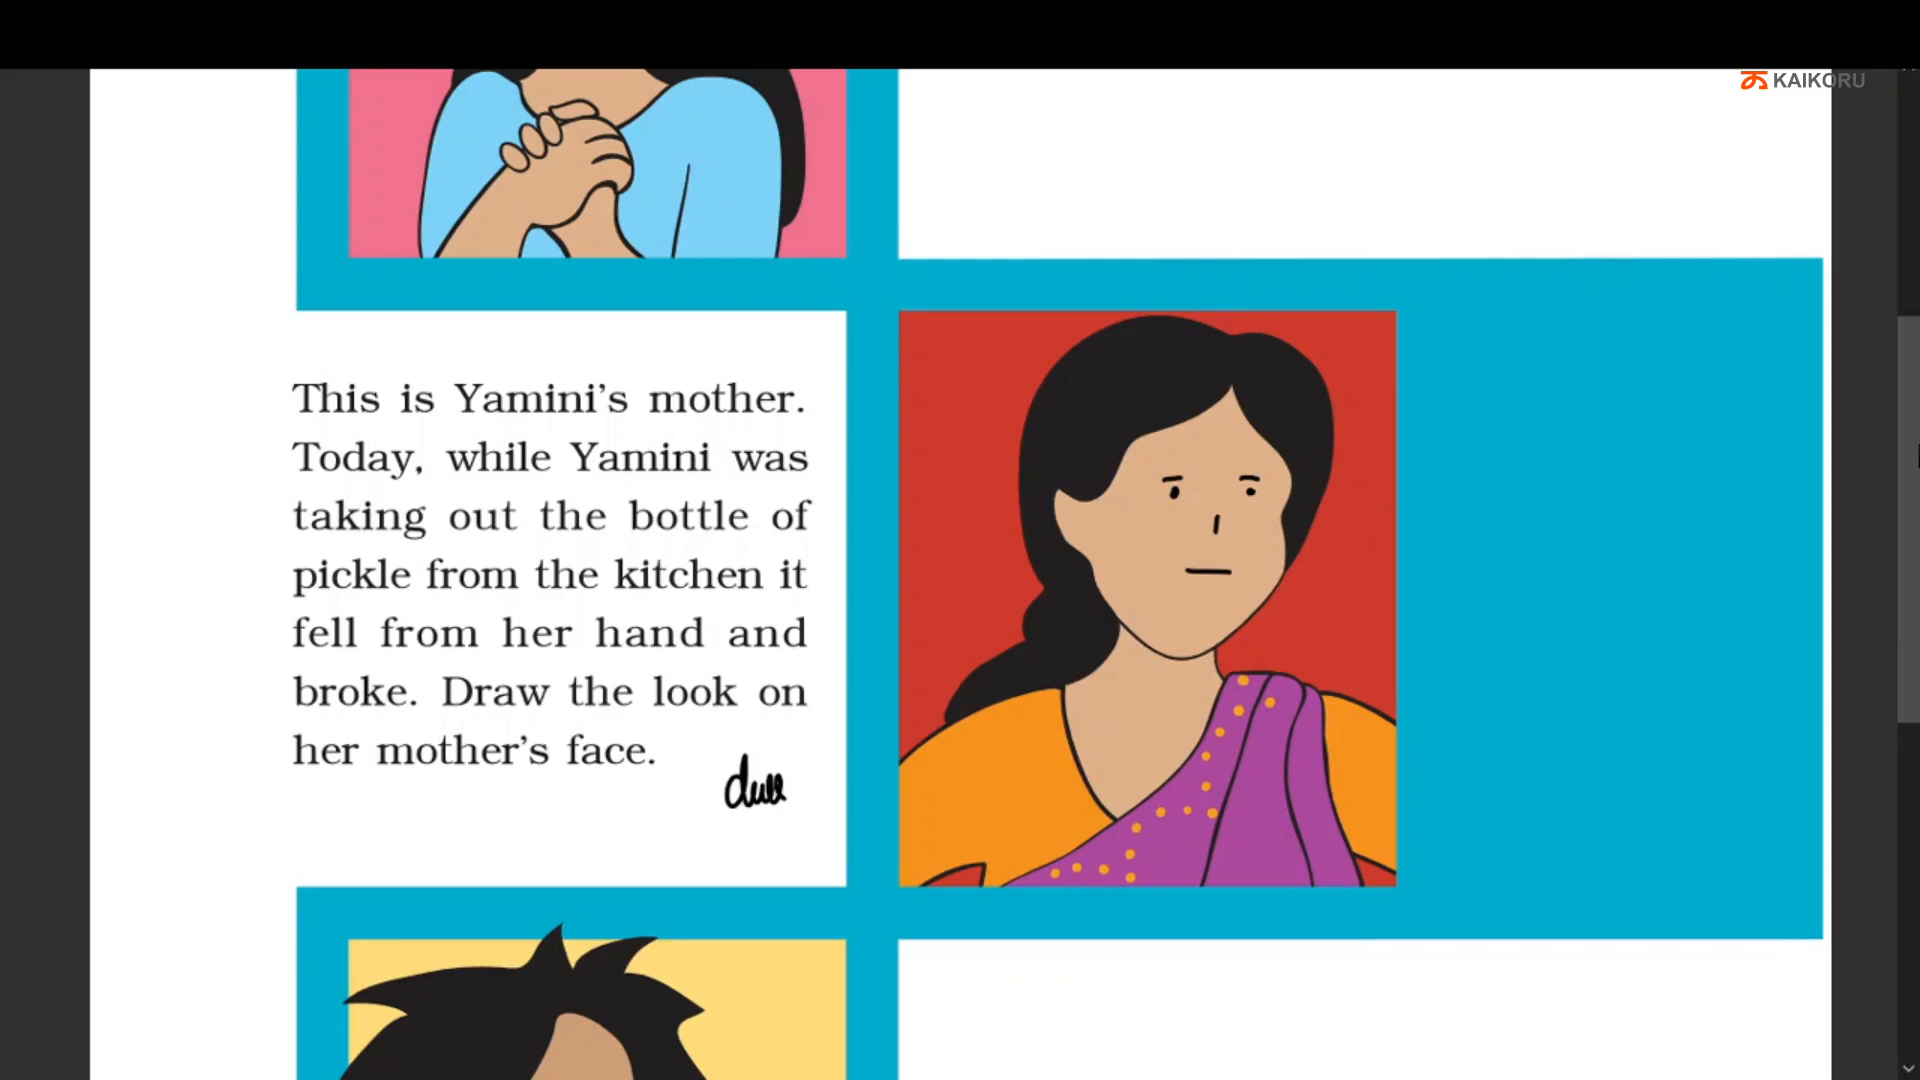 KAIKORU
This is Yamini’s mother.
Today, while Yamini was
taking out the bottle of
pickle from the kitchen it
fell from her hand and
broke. Draw the look on
her mother’s face.
dull